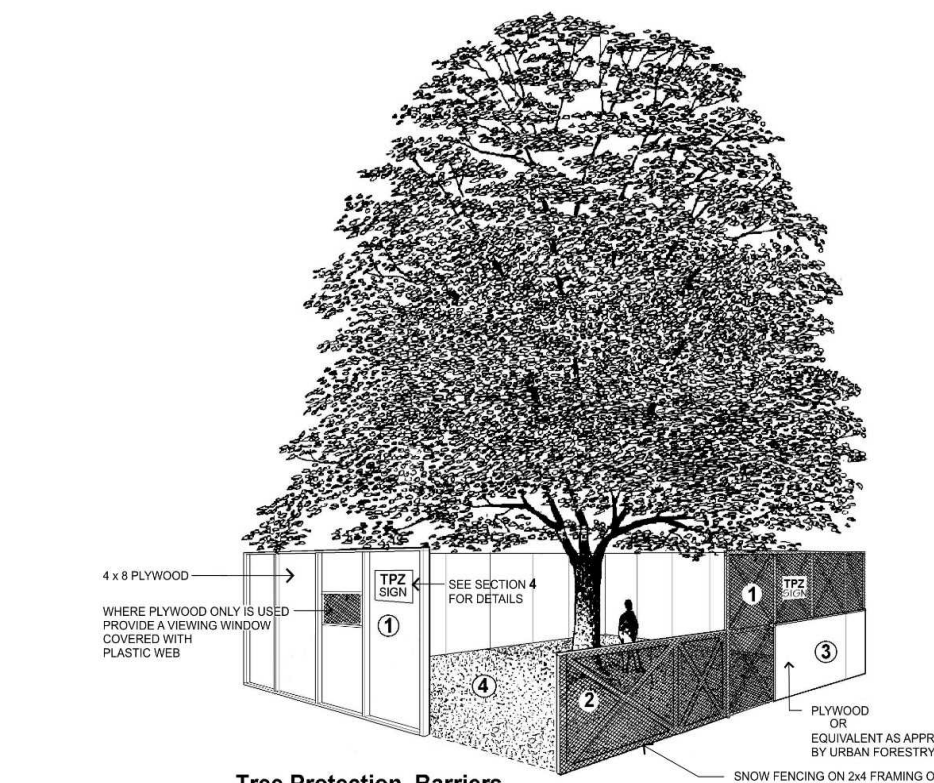 4 x 8 PLYWOOD
WHERE PLYWOOD ONLY IS USED
PROVIDE A VIEWING WINDOW
COVERED WITH
PLASTIC WEB
TPZ
SIGN
SEE SECTION 4
FOR DETAILS
1
4
2
1
TPZ
SIGN
3
PLYWOOD
OR
EQUIVALENT AS APPR
BY URBAN FORESTRY
SNOW FENCING ON 2x4 FRAMING O
Tree Protection Barriers